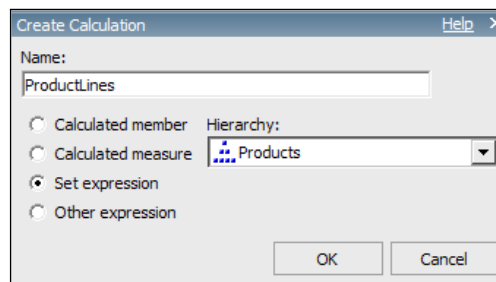 Create Calculation Help ×
Name:
ProductLines
Calculated member Hierarchy:
Calculated measure Products
Set expression
Other expression
OK Cancel